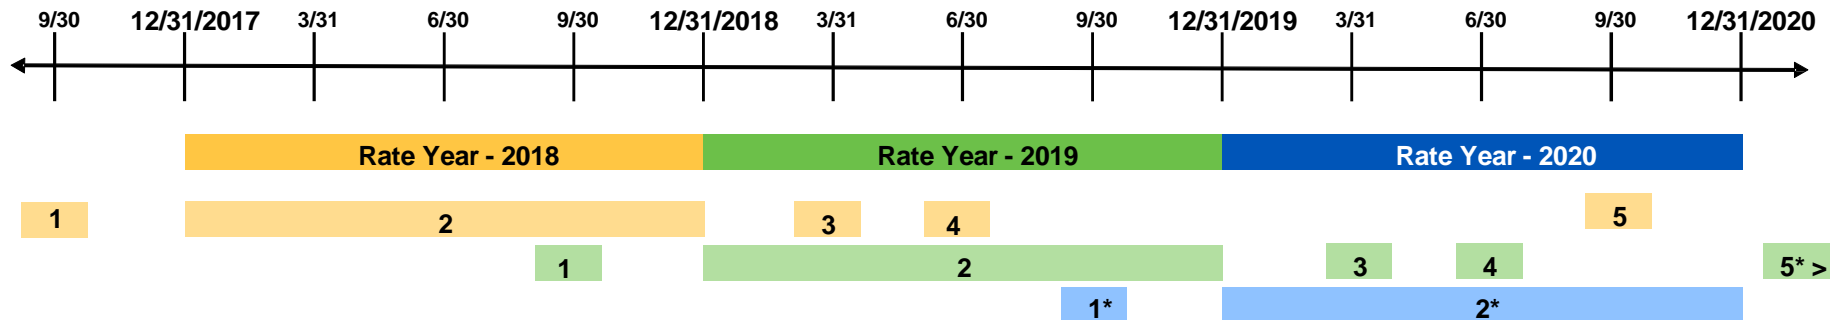 9/30 12/31/2017 3/31 6/30 9/30 12/31/2018 3/31 6/30 9/30 12/31/2019 3/31 6/30 9/30 12/31/2020
Rate Year - 2018 Rate Year - 2019 Rate Year - 2020
1 2 3 4 5
1 2 3 4 5* >
1* 2*